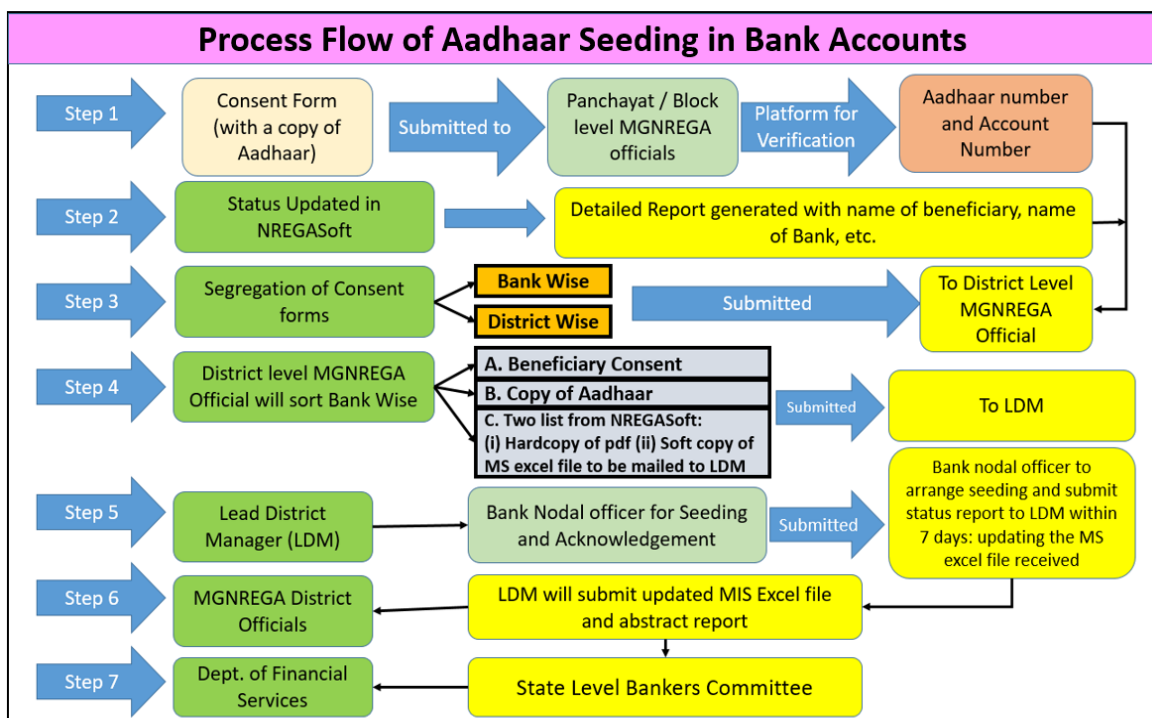 Process Flow of Aadhaar Seeding in Bank Accounts
Step 1
Consent Form
(with a copy of
Aadhaar)
Submitted to
Panchayat / Block
level MGNREGA
officials
Platform for
Verification
Aadhaar number
and Account
Number
Step 2
Status Updated in
NREGASoft
Detailed Report generated with name of beneficiary, name
of Bank, etc.
Step 3
Segregation of Consent
forms
Bank Wise
District Wise
Submitted
To District Level
MGNREGA
Official
Step 4
District level MGNREGA
Official will sort Bank Wise
A. Beneficiary Consent
B. Copy of Aadhaar
C. Two list from NREGASoft:
(i) Hardcopy of pdf (ii) Soft copy of
MS excel file to be mailed to LDM
Submitted
To LDM
Step 5
Lead District
Manager (LDM)
Bank Nodal officer for Seeding
and Acknowledgement
Submitted
Bank nodal officer to
arrange seeding and submit
status report to LDM within
7 days: updating the MS
excel file received
Step 6
MGNREGA District
Officials
LDM will submit updated MIS Excel file
and abstract report
Step 7
Dept. of Financial
Services
State Level Bankers Committee